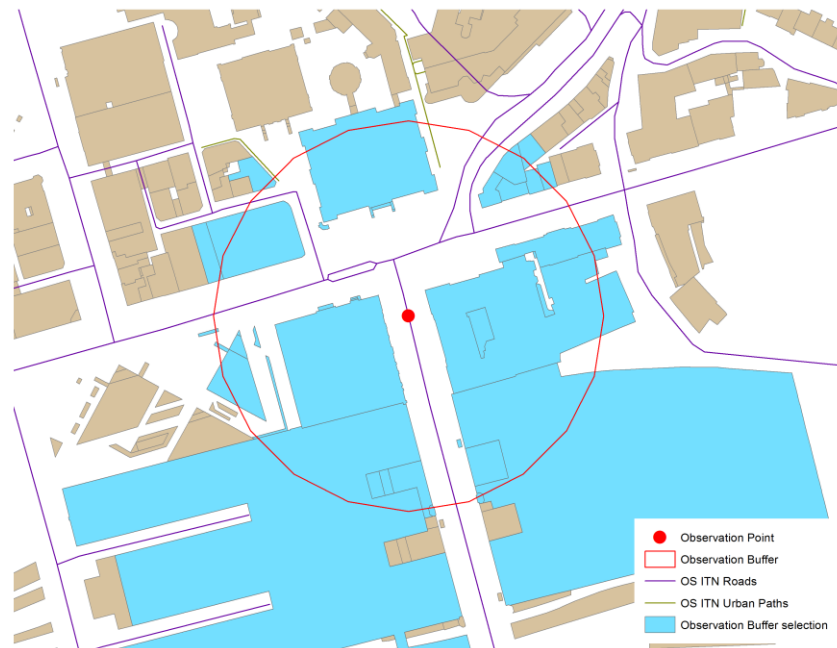 Observation Point
Observation Buffer
OS ITN Roads
OS ITN Urban Paths
Observation Buffer selection